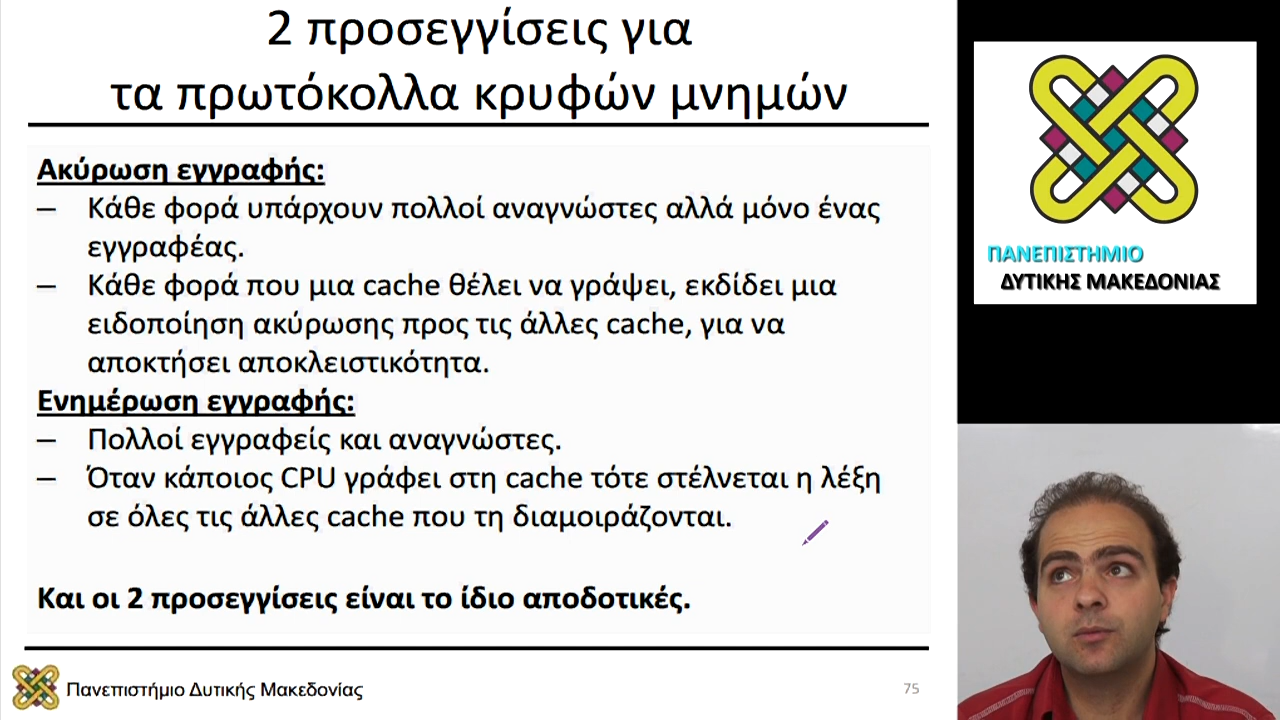 2 προσεγγίσεις για
τα πρωτόκολλα κρυφών μνημών
Ακύρωση εγγραφής:
– Κάθε φορά υπάρχουν πολλοί αναγνώστες αλλά μόνο ένας
εγγραφέας.
– Κάθε φορά που μια cache θέλει να γράψει, εκδίδει μια
ειδοποίηση ακύρωσης προς τις άλλες cache, για να
αποκτήσει αποκλειστικότητα.
Ενημέρωση εγγραφής:
– Πολλοί εγγραφείς και αναγνώστες.
– Όταν κάποιος CPU γράφει στη cache τότε στέλνεται η λέξη
σε όλες τις άλλες cache που τη διαμοιράζονται.
Και οι 2 προσεγγίσεις είναι το ίδιο αποδοτικές.
Πανεπιστήμιο Δυτικής Μακεδονίας
75
ΠΑΝΕΠΙΣΤΗΜΙΟ
ΔΥΤΙΚΗΣ ΜΑΚΕΔΟΝΙΑΣ